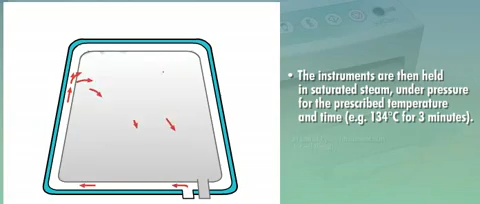 • The instruments are then held
in saturated steam, under pressure
for the prescribed temperature
and time (e.g. 134°C for 3 minutes).